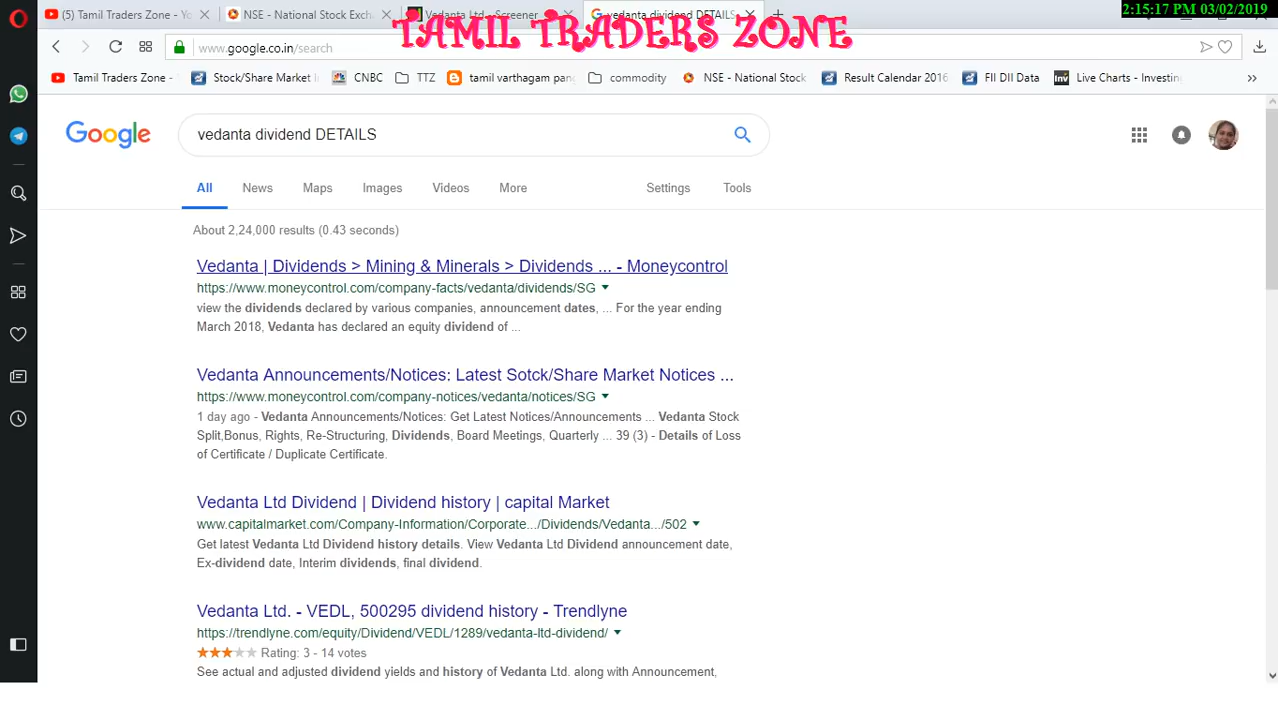 2:15:17 PM 03/02/2019
(5) Tamil Traders Zone - Yo
NSE - National Stock Exch
Vedanta Ltd - Screener
vedanta dividend DETAILS
TAMIL TRADERS ZONE
www.google.co.in/search
Tamil Traders Zone -
Stock/Share Market I
CNBC
TTZ
tamil varthagam pan
commodity
NSE - National Stock
Result Calendar 2016
FII DII Data
Live Charts - Investin
Google
vedanta dividend DETAILS
All News Maps Images Videos More Settings Tools
About 2,24,000 results (0.43 seconds)
Vedanta | Dividends > Mining & Minerals > Dividends ... - Moneycontrol
https://www.moneycontrol.com/company-facts/vedanta/dividends/SG
view the dividends declared by various companies, announcement dates, ... For the year ending
March 2018, Vedanta has declared an equity dividend of ...
Vedanta Announcements/Notices: Latest Sotck/Share Market Notices ...
https://www.moneycontrol.com/company-notices/vedanta/notices/SG
1 day ago - Vedanta Announcements/Notices: Get Latest Notices/Announcements ... Vedanta Stock
Split,Bonus, Rights, Re-Structuring, Dividends, Board Meetings, Quarterly ... 39 (3) - Details of Loss
of Certificate / Duplicate Certificate.
Vedanta Ltd Dividend | Dividend history | capital Market
www.capitalmarket.com/Company-Information/Corporate.../Dividends/Vedanta.../502
Get latest Vedanta Ltd Dividend history details. View Vedanta Ltd Dividend announcement date,
Ex-dividend date, Interim dividends, final dividend.
Vedanta Ltd. - VEDL, 500295 dividend history - Trendlyne
https://trendlyne.com/equity/Dividend/VEDL/1289/vedanta-ltd-dividend/
Rating: 3 - 14 votes
See actual and adjusted dividend yields and history of Vedanta Ltd. along with Announcement,